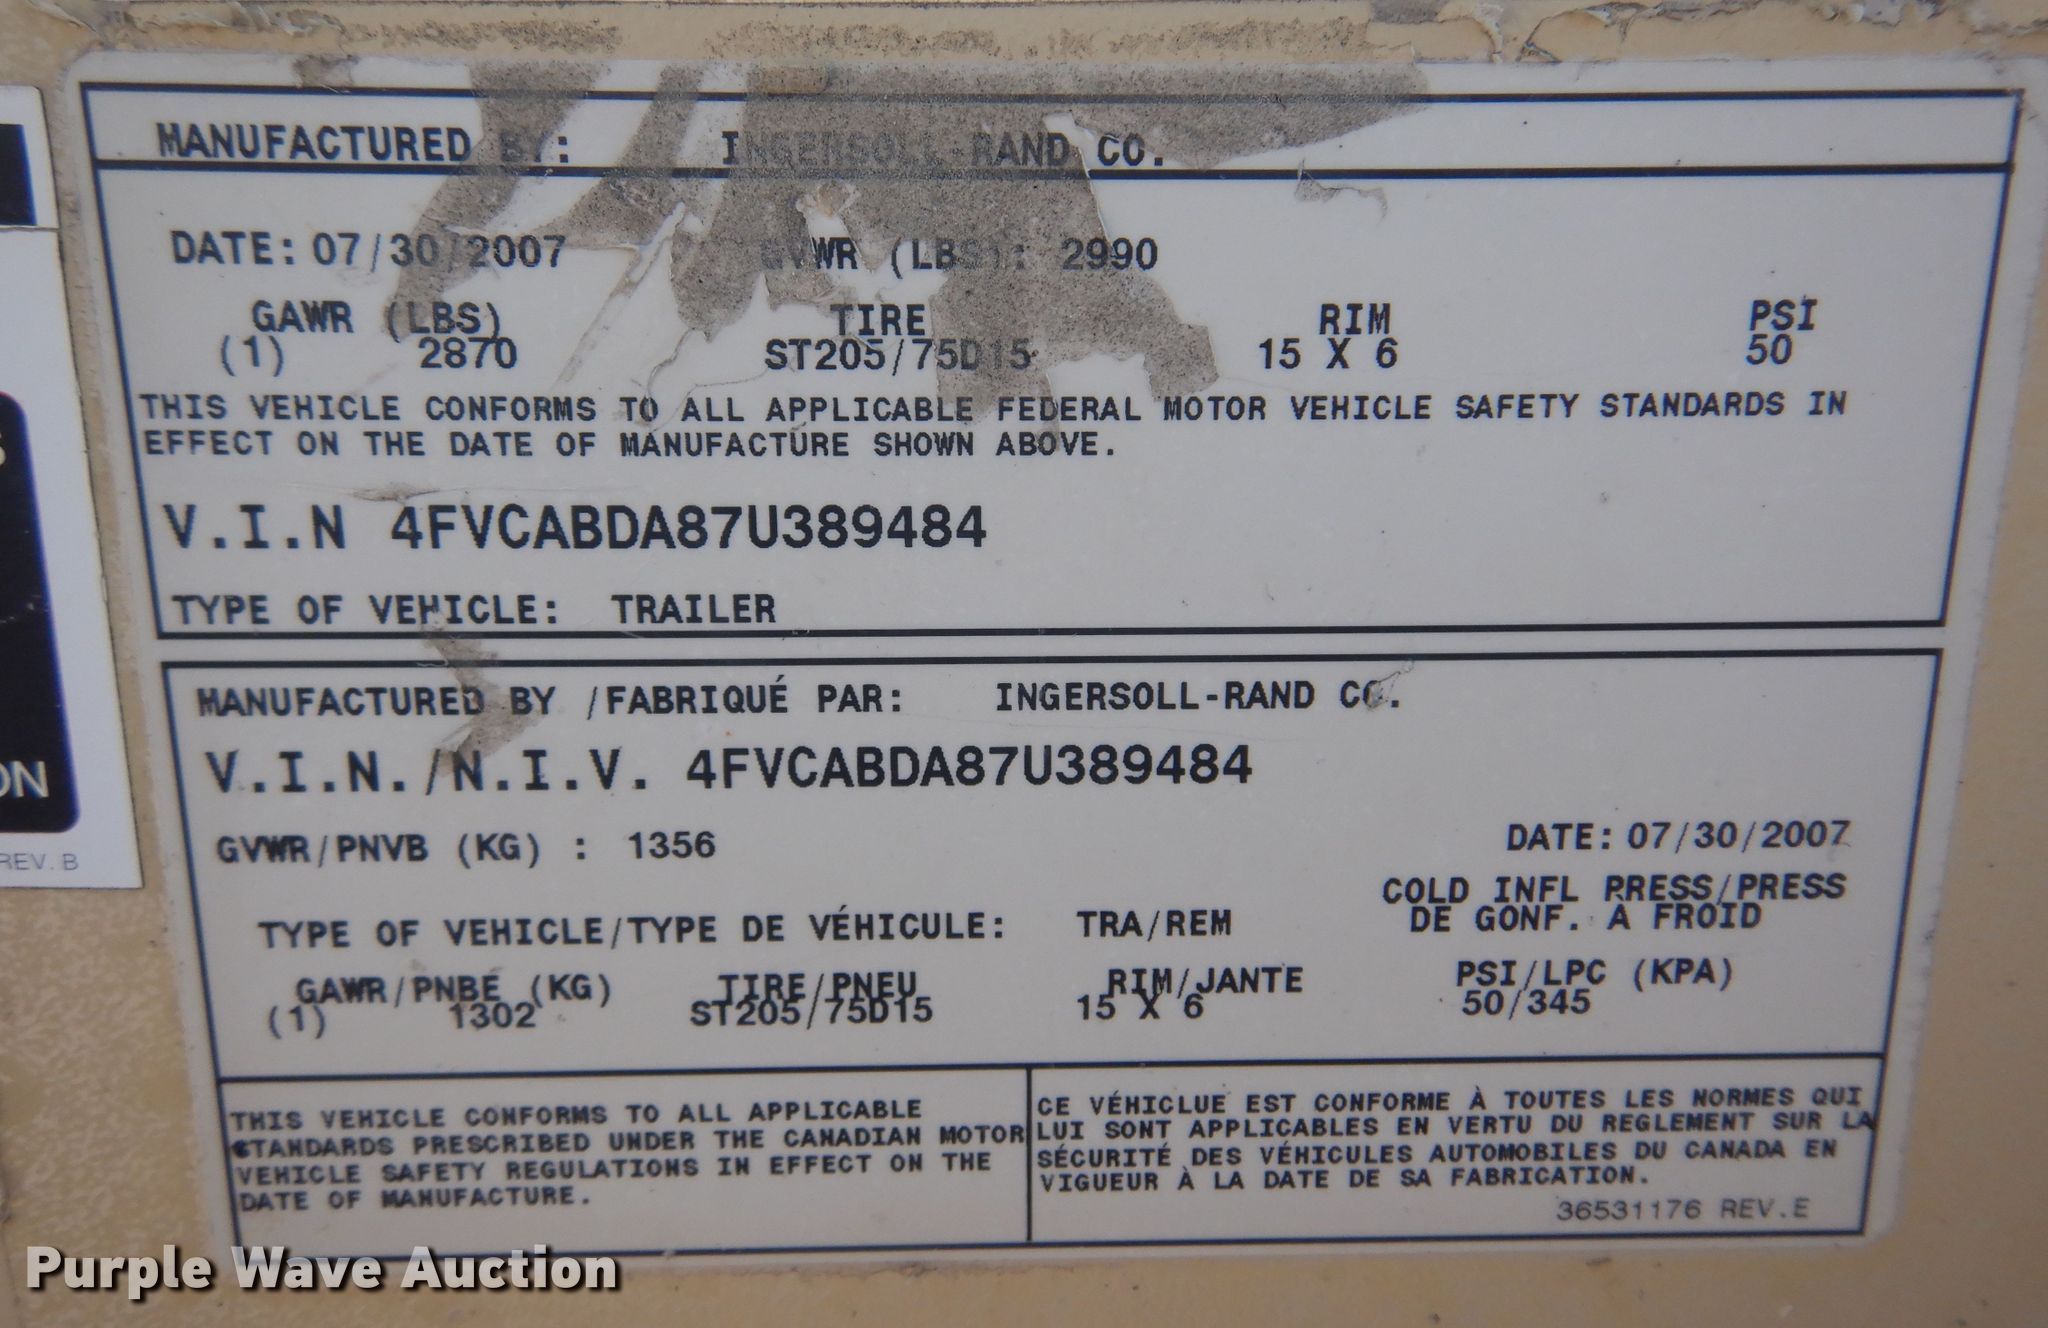 MANUFACTURED BY: INGERSOLL-RAND CO.
DATE: 07/30/2007 GVWR (LBS): 2990
GAWR (LBS) TIRE RIM PSI
(1) 2870 ST205/75D15 15 X 6 50
THIS VEHICLE CONFORMS TO ALL APPLICABLE FEDERAL MOTOR VEHICLE SAFETY STANDARDS IN
EFFECT ON THE DATE OF MANUFACTURE SHOWN ABOVE.
V.I.N 4FVCABDA87U389484
TYPE OF VEHICLE: TRAILER
MANUFACTURED BY /FABRIQUÉ PAR: INGERSOLL-RAND CO.
V.I.N./N.I.V. 4FVCABDA87U389484
GVWR/PNVB (KG) : 1356
DATE: 07/30/2007
COLD INFL PRESS/PRESS
DE GONF. À FROID
TYPE OF VEHICLE/TYPE DE VÉHICULE: TRA/REM
GAWR/PNBE (KG) TIRE/PNEU RIM/JANTE PSI/LPC (KPA)
(1) 1302 ST205/75D15 15 X 6 50/345
THIS VEHICLE CONFORMS TO ALL APPLICABLE
STANDARDS PRESCRIBED UNDER THE CANADIAN MOTOR
VEHICLE SAFETY REGULATIONS IN EFFECT ON THE
DATE OF MANUFACTURE.
CE VÉHICLUE EST CONFORME À TOUTES LES NORMES QUI
LUI SONT APPLICABLES EN VERTU DU REGLEMENT SUR LA
SÉCURITÉ DES VÉHICULES AUTOMOBILES DU CANADA EN
VIGUEUR À LA DATE DE SA FABRICATION.
36531176 REV.E
ON
REV. B
Purple Wave Auction